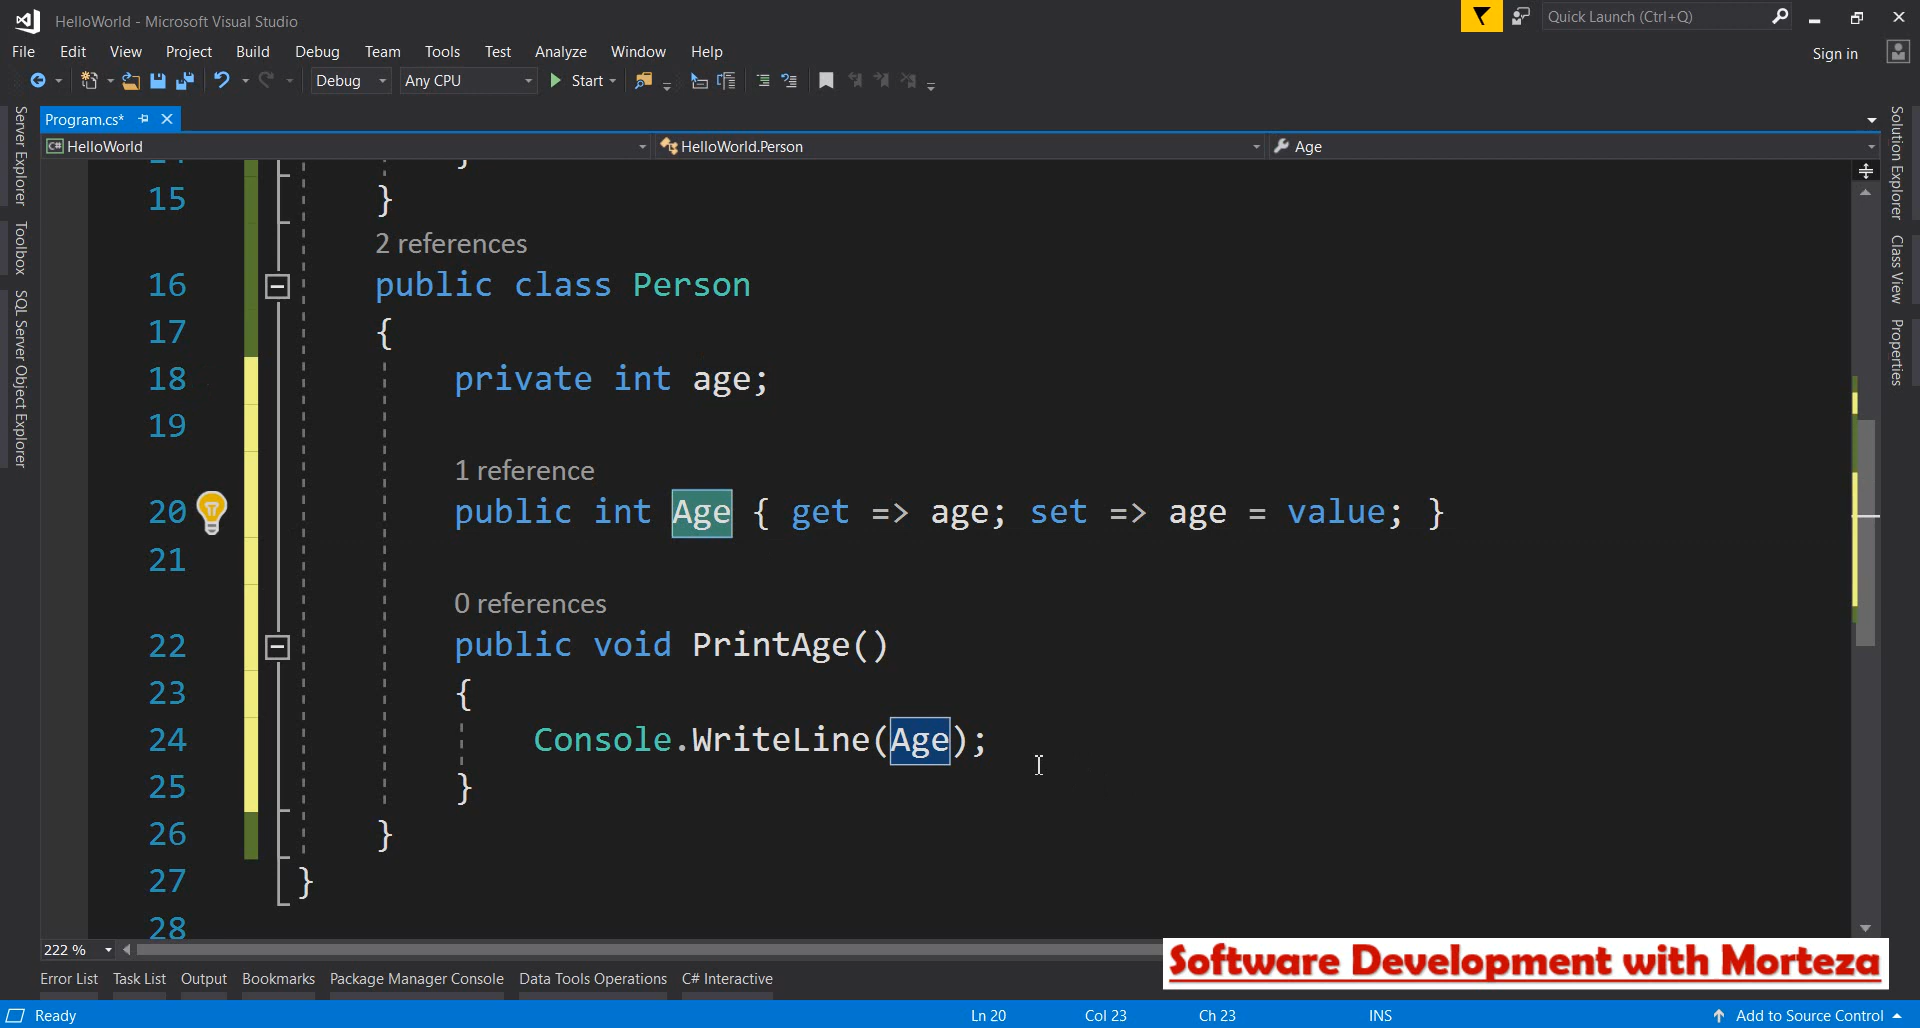 HelloWorld - Microsoft Visual Studio
Quick Launch (Ctrl+Q)
File Edit View Project Build Debug Team Tools Test Analyze Window Help
Sign in
Debug Any CPU Start
Program.cs*
C# HelloWorld HelloWorld.Person Age
Server Explorer
Toolbox
SQL Server Object Explorer
Solution Explorer
Class View
Properties
}
15 }
2 references
16 public class Person
17 {
18 private int age;
19
1 reference
20 public int Age { get => age; set => age = value; }
21
0 references
22 public void PrintAge()
23 {
24 Console.WriteLine(Age);
25 }
26 }
27 }
28
222 %
Software Development with Morteza
Error List Task List Output Bookmarks Package Manager Console Data Tools Operations C# Interactive
Ready Ln 20 Col 23 Ch 23 INS Add to Source Control